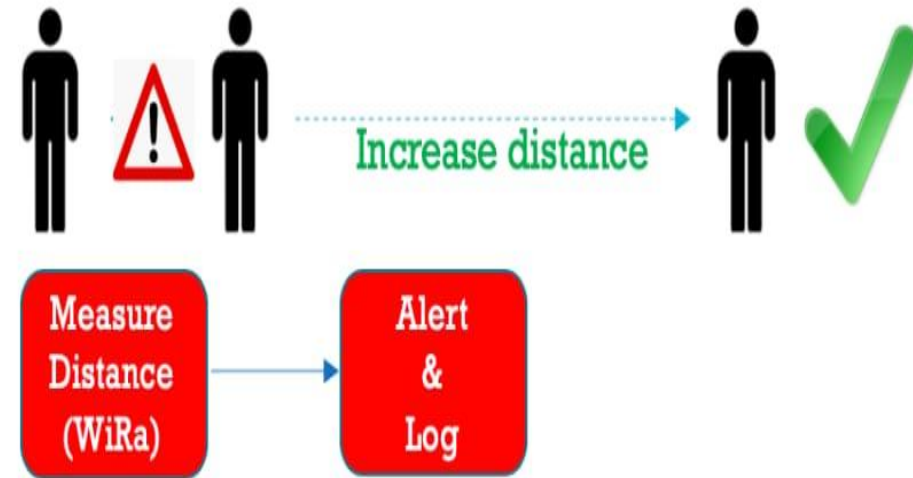 !
Increase distance
Measure
Distance
(WiRa)
Alert
&
Log